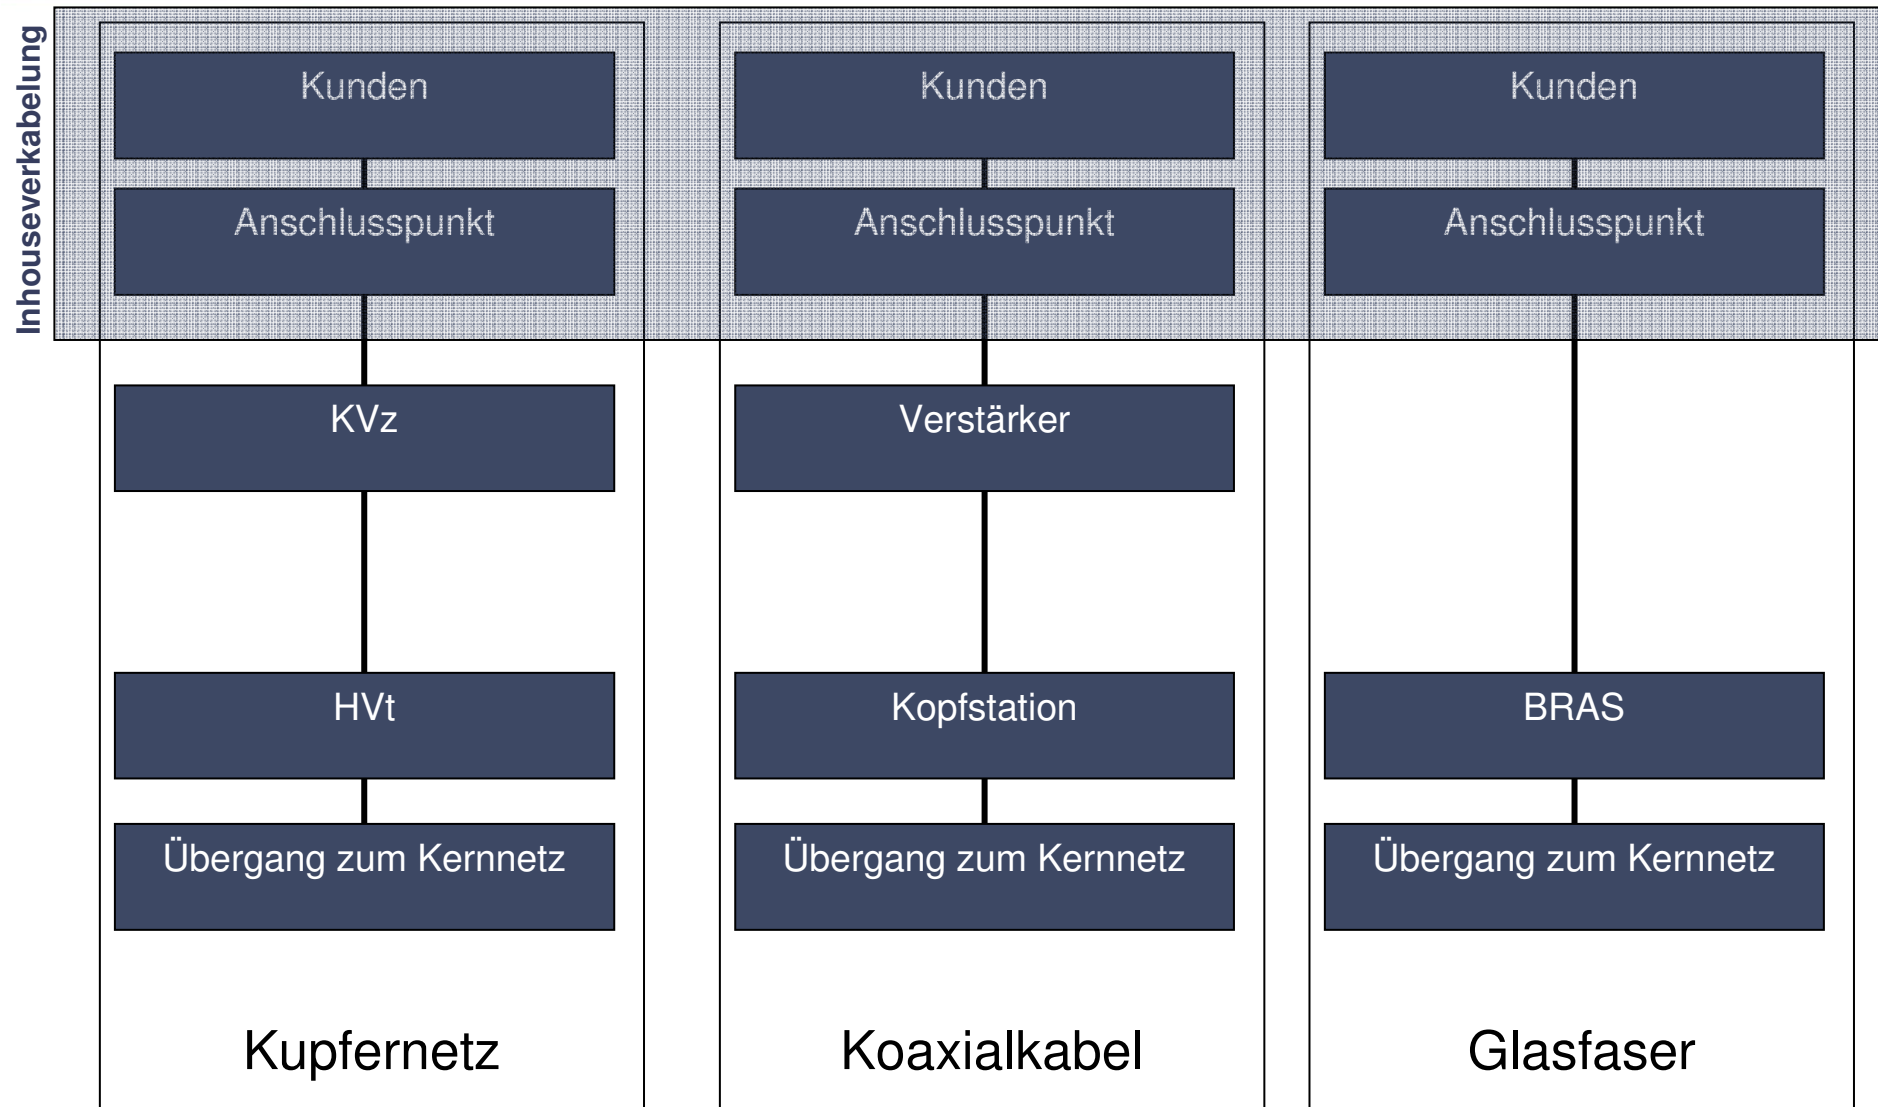 Inhouseverkabelung
Kunden
Kunden
Kunden
Anschlusspunkt
Anschlusspunkt
Anschlusspunkt
KVz
Verstärker
HVt
Kopfstation
BRAS
Übergang zum Kernnetz
Übergang zum Kernnetz
Übergang zum Kernnetz
Kupfernetz
Koaxialkabel
Glasfaser